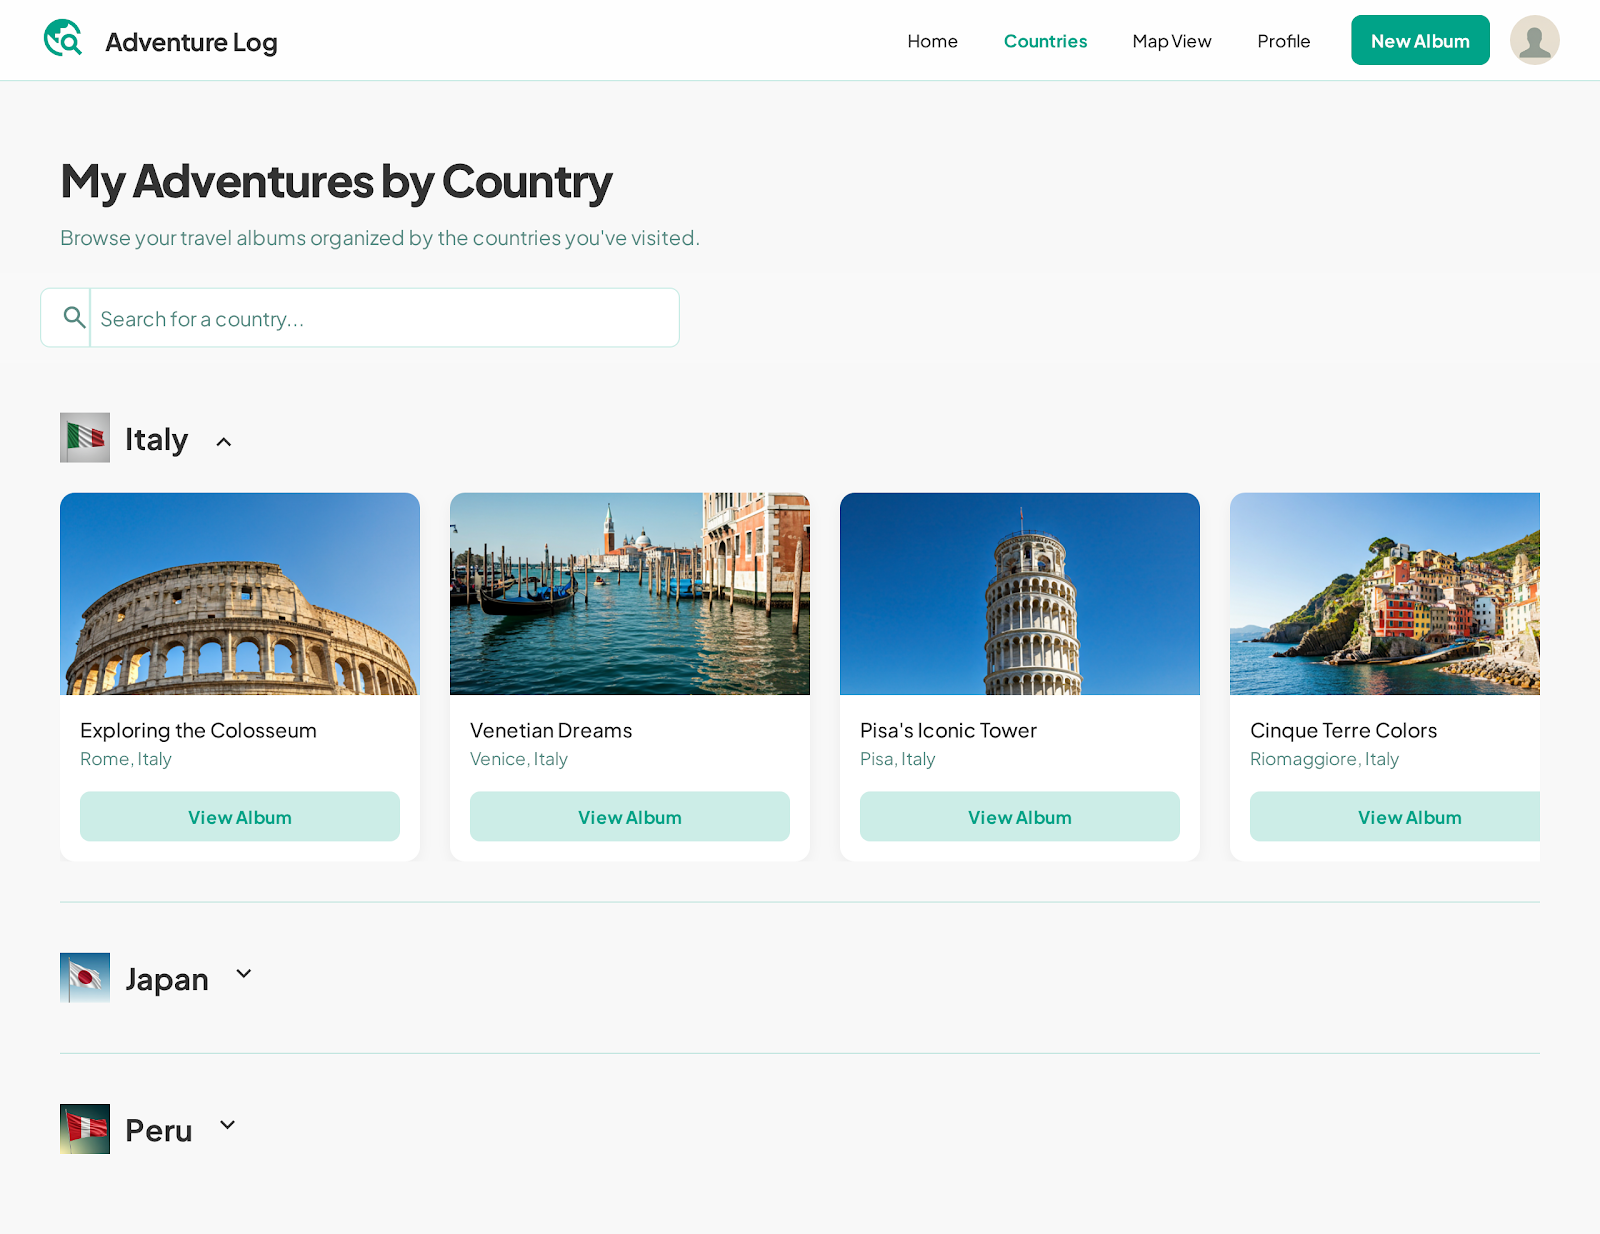 Adventure Log
Home Countries Map View Profile New Album
My Adventures by Country
Browse your travel albums organized by the countries you've visited.
Search for a country...
Italy
Exploring the Colosseum
Rome, Italy
View Album
Venetian Dreams
Venice, Italy
View Album
Pisa's Iconic Tower
Pisa, Italy
View Album
Cinque Terre Colors
Riomaggiore, Italy
View Album
Japan
Peru